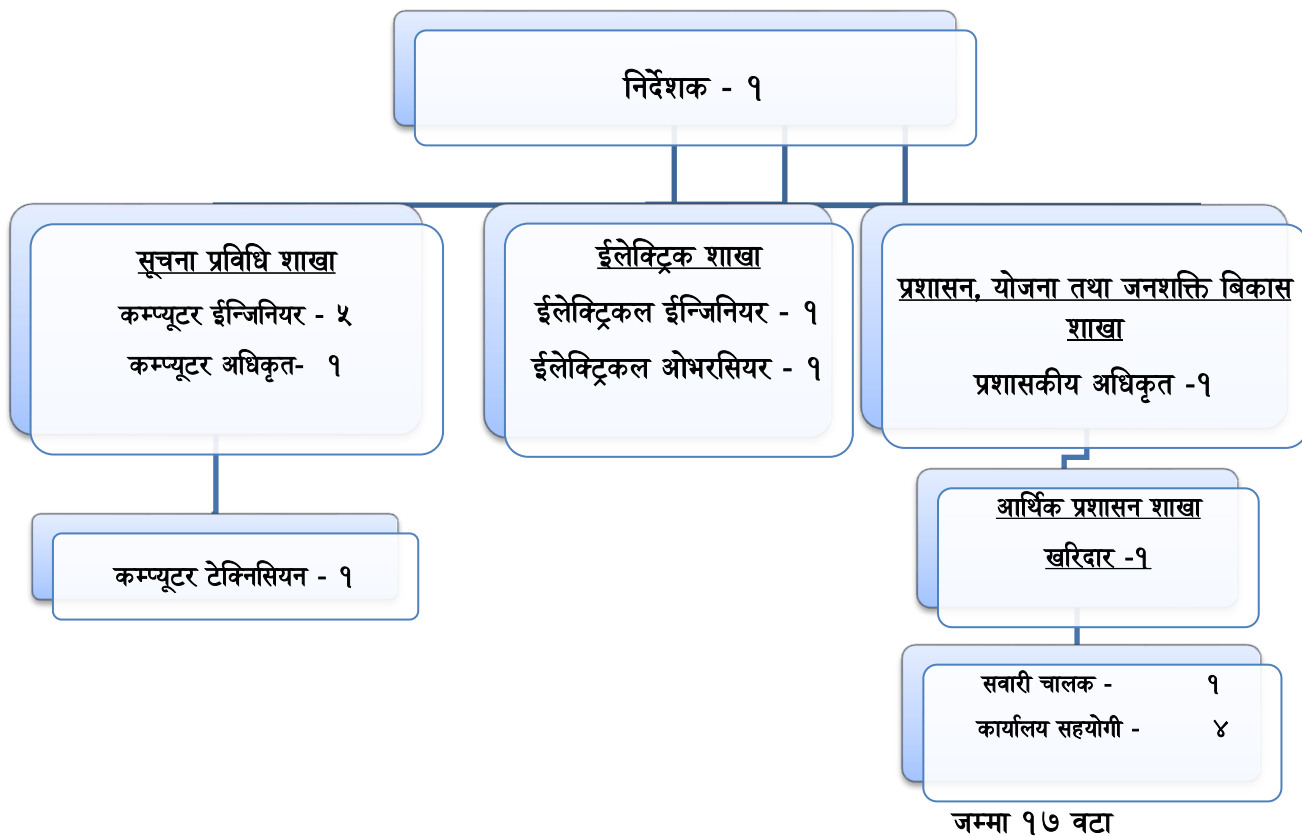 निर्देशक - १
सूचना प्रविधि शाखा
कम्प्यूटर ईन्जिनियर - ५
कम्प्यूटर अधिकृत- १
कम्प्यूटर टेक्निसियन - १
ईलेक्ट्रिक शाखा
ईलेक्ट्रिकल ईन्जिनियर - १
ईलेक्ट्रिकल ओभरसियर - १
प्रशासन, योजना तथा जनशक्ति बिकास
शाखा
प्रशासकीय अधिकृत -१
आर्थिक प्रशासन शाखा
खरिदार -१
सवारी चालक - १
कार्यालय सहयोगी - ४
जम्मा १७ वटा